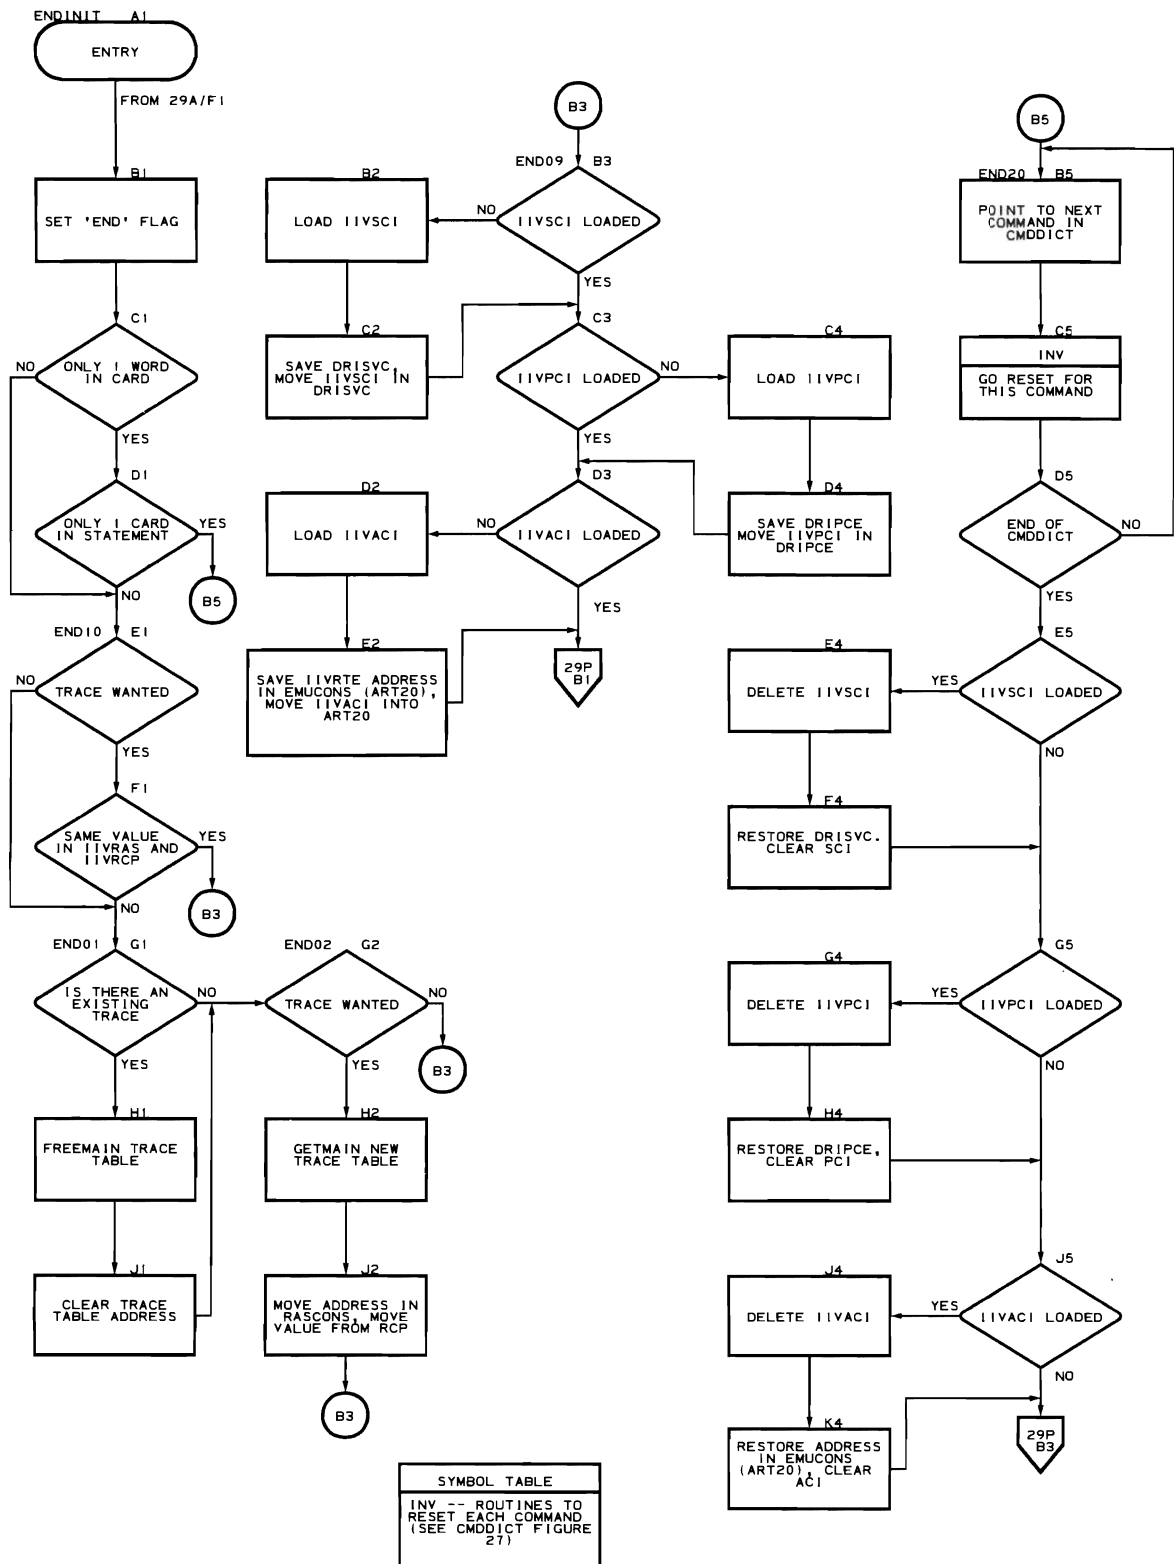 ENDINIT A1
ENTRY
FROM 29A/F1
B1
SET 'END' FLAG
C1
NO
ONLY 1 WORD
IN CARD
YES
D1
ONLY 1 CARD
IN STATEMENT
YES
B5
NO
END10 E1
NO
TRACE WANTED
YES
F1
SAME VALUE
IN IIVRAS AND
IIVRCP
YES
B3
NO
END01 G1
IS THERE AN
EXISTING
TRACE
NO
YES
H1
FREEMAIN TRACE
TABLE
J1
CLEAR TRACE
TABLE ADDRESS
END02 G2
TRACE WANTED
NO
B3
YES
H2
GETMAIN NEW
TRACE TABLE
J2
MOVE ADDRESS IN
RASCONS, MOVE
VALUE FROM RCP
B3
B3
END09 B3
IIVSCI LOADED
NO
YES
B2
LOAD IIVSCI
C2
SAVE DRISVC,
MOVE IIVSCI IN
DRISVC
C3
IIVPCI LOADED
NO
YES
C4
LOAD IIVPCI
D4
SAVE DRIPCE
MOVE IIVPCI IN
DRIPCE
D3
IIVACI LOADED
NO
YES
D2
LOAD IIVACI
E2
SAVE IIVRTE ADDRESS
IN EMUCONS (ART20),
MOVE IIVACI INTO
ART20
29P
B1
B5
END20 B5
POINT TO NEXT
COMMAND IN
CMDDICT
C5
INV
GO RESET FOR
THIS COMMAND
D5
END OF
CMDDICT
NO
YES
E5
IIVSCI LOADED
YES
NO
E4
DELETE IIVSCI
F4
RESTORE DRISVC.
CLEAR SCI
G5
IIVPCI LOADED
YES
NO
G4
DELETE IIVPCI
H4
RESTORE DRIPCE,
CLEAR PCI
J5
IIVACI LOADED
YES
NO
J4
DELETE IIVACI
K4
RESTORE ADDRESS
IN EMUCONS
(ART20), CLEAR
ACI
29P
B3
SYMBOL TABLE
INV -- ROUTINES TO
RESET EACH COMMAND
(SEE CMDDICT FIGURE
27)